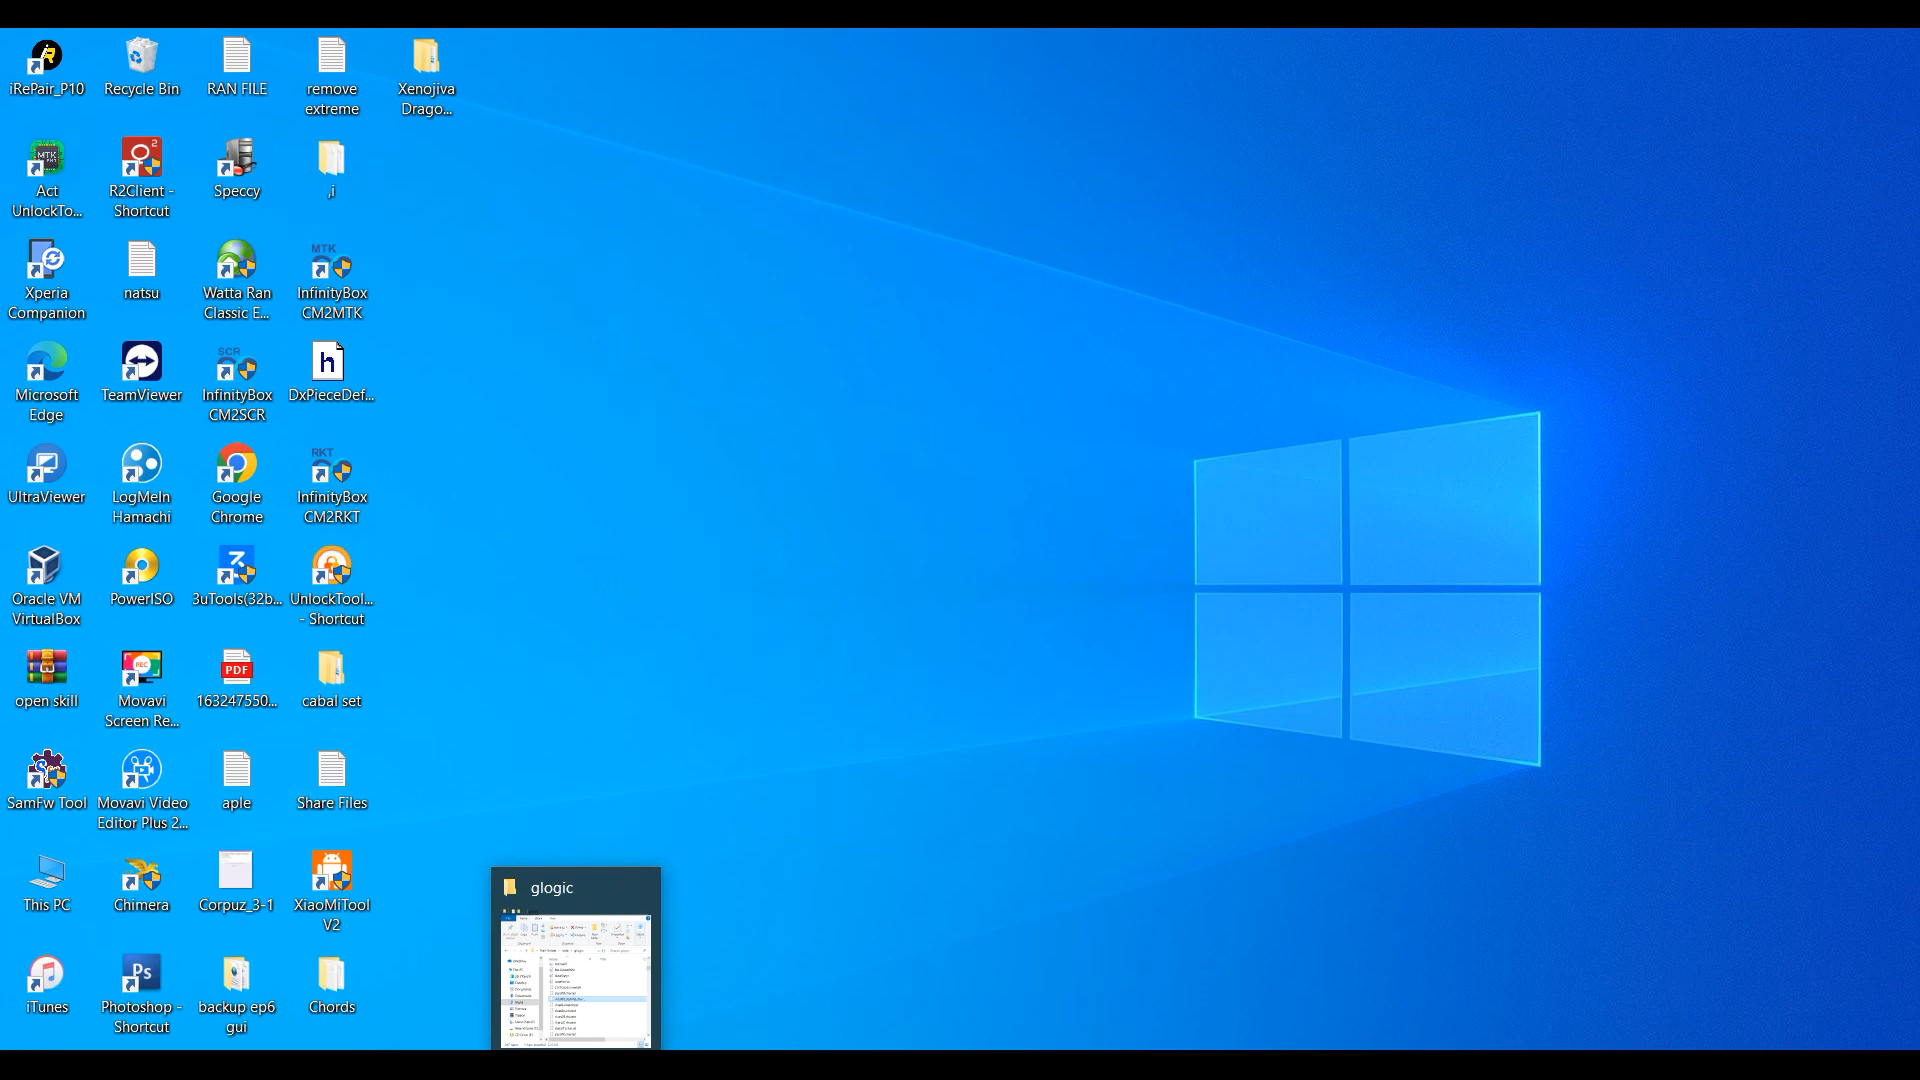 iRePair_P10
Recycle Bin
RAN FILE
remove
extreme
Xenojiva
Drago...
Act
UnlockTo...
R2Client -
Shortcut
Speccy
,i
Xperia
Companion
natsu
Watta Ran
Classic E...
MTK
InfinityBox
CM2MTK
Microsoft
Edge
TeamViewer
SCR
InfinityBox
CM2SCR
h
DxPieceDef...
UltraViewer
LogMeIn
Hamachi
Google
Chrome
RKT
InfinityBox
CM2RKT
Oracle VM
VirtualBox
PowerISO
3uTools(32b...
UnlockTool...
- Shortcut
open skill
REC
Movavi
Screen Re...
PDF
163247550...
cabal set
SamFw Tool
Movavi Video
Editor Plus 2...
aple
Share Files
This PC
Chimera
Corpuz_3-1
XiaoMiTool
V2
iTunes
Ps
Photoshop -
Shortcut
backup ep6
gui
Chords
glogic